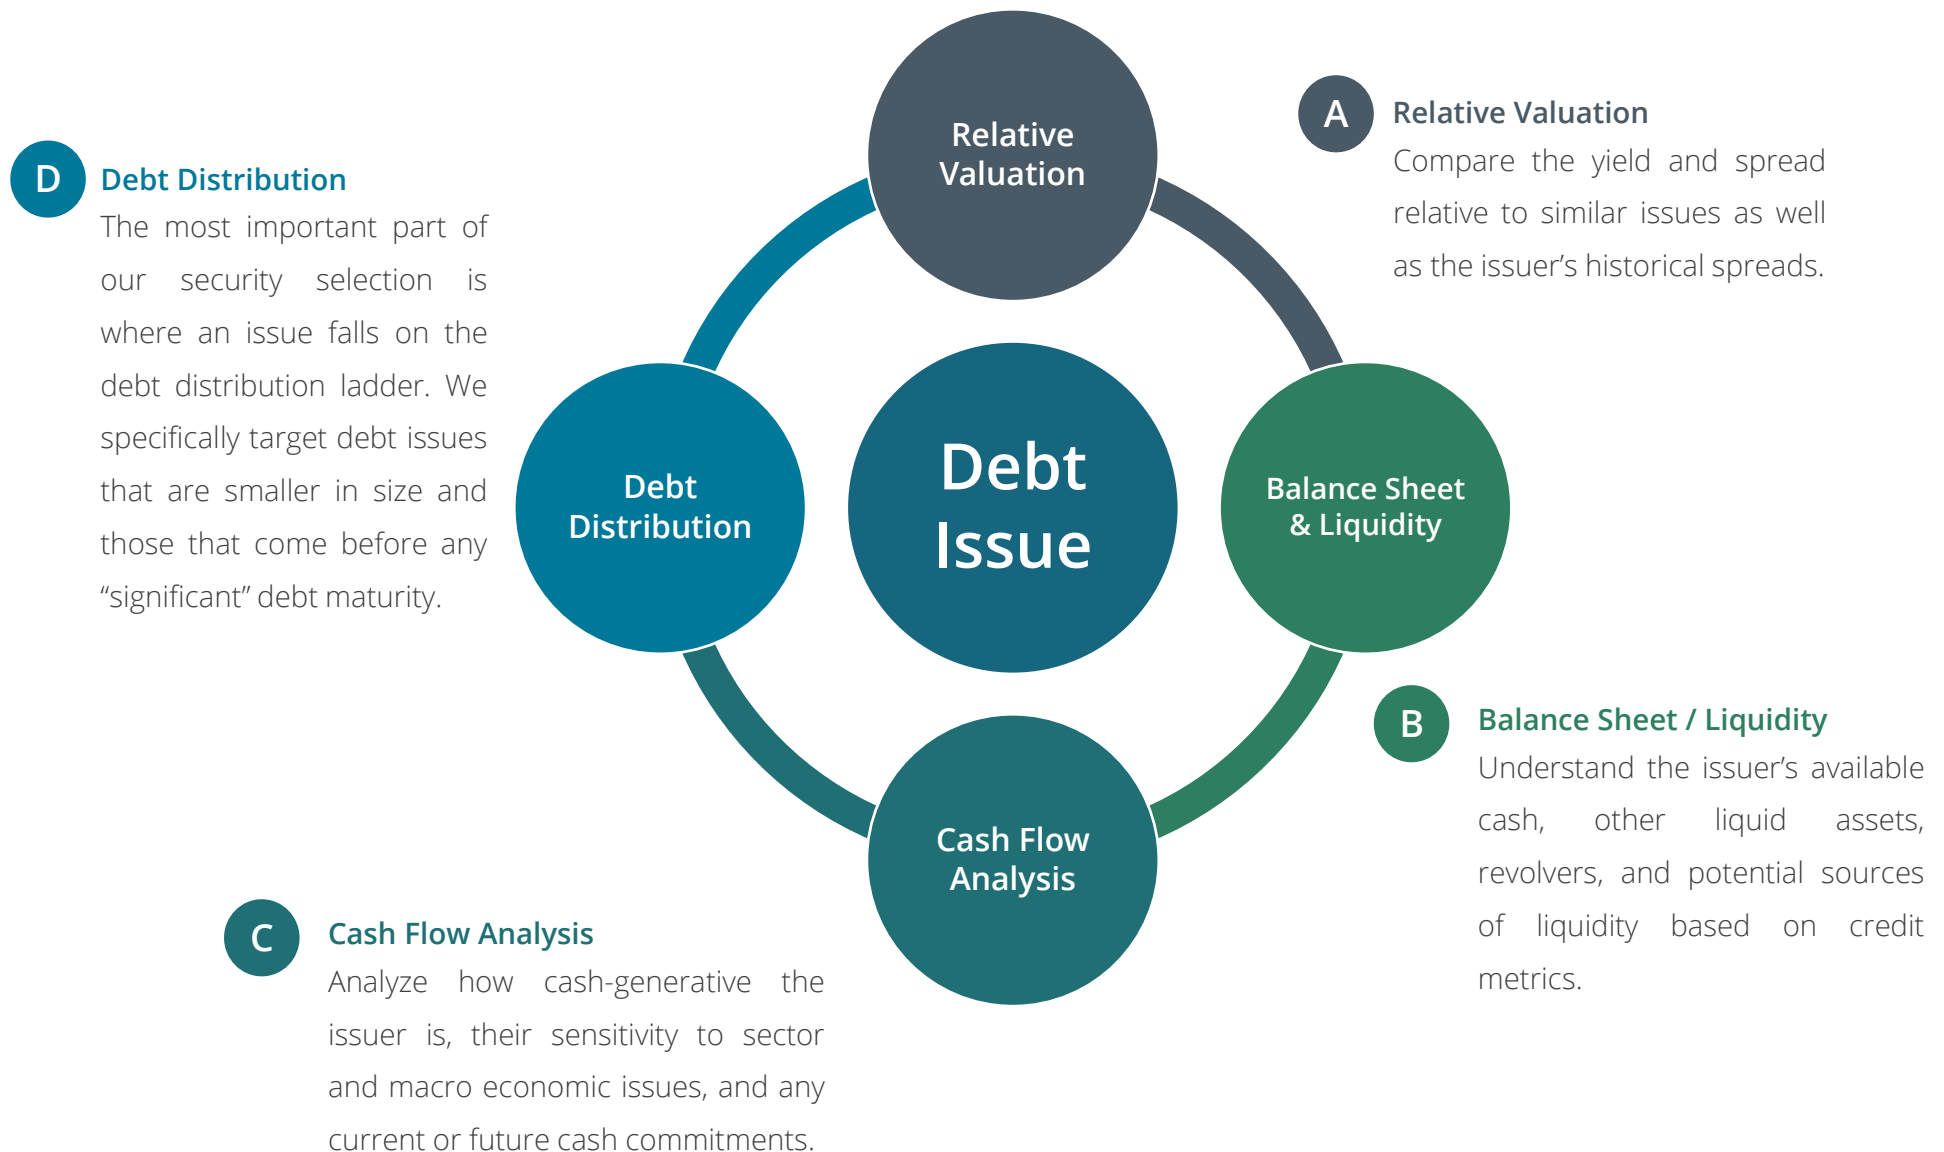 Relative
Valuation
A
Relative Valuation
Compare the yield and spread
relative to similar issues as well
as the issuer’s historical spreads.
D
Debt Distribution
The most important part of
our security selection is
where an issue falls on the
debt distribution ladder. We
specifically target debt issues
that are smaller in size and
those that come before any
“significant” debt maturity.
Debt
Distribution
Debt
Issue
Balance Sheet
& Liquidity
B
Balance Sheet / Liquidity
Understand the issuer’s available
cash, other liquid assets,
revolvers, and potential sources
of liquidity based on credit
metrics.
Cash Flow
Analysis
C
Cash Flow Analysis
Analyze how cash-generative the
issuer is, their sensitivity to sector
and macro economic issues, and any
current or future cash commitments.